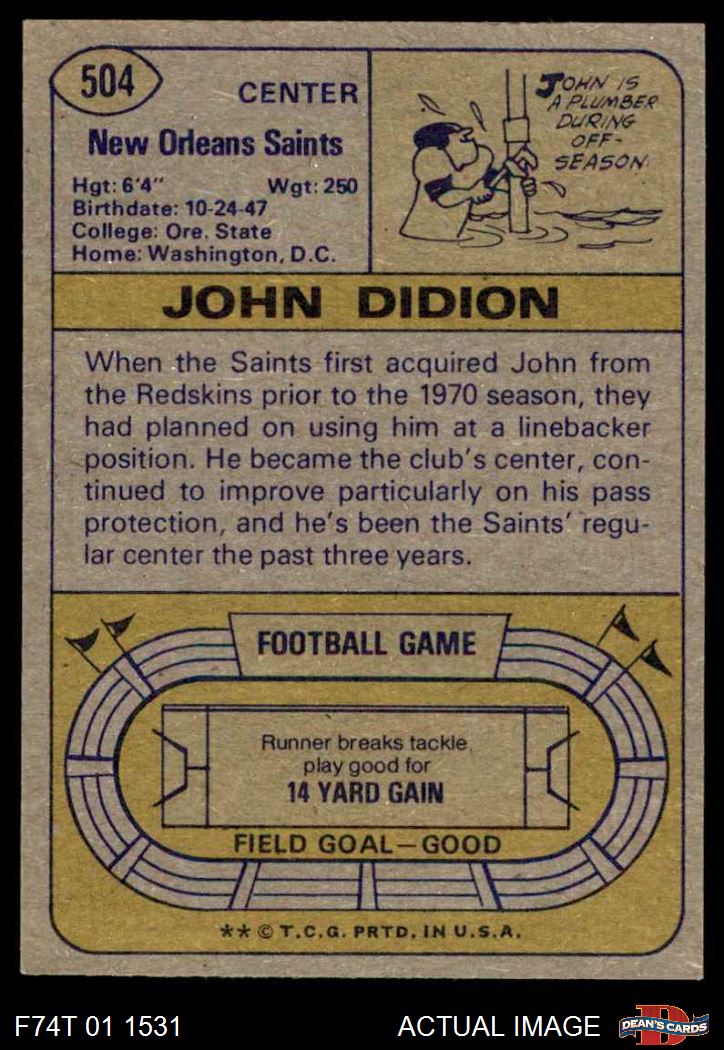 504
CENTER
New Orleans Saints
Hgt: 6'4" Wgt: 250
Birthdate: 10-24-47
College: Ore. State
Home: Washington, D.C.
JOHN IS
A PLUMBER
DURING
OFF-
SEASON.
JOHN DIDION
When the Saints first acquired John from
the Redskins prior to the 1970 season, they
had planned on using him at a linebacker
position. He became the club's center, con-
tinued to improve particularly on his pass
protection, and he's been the Saints' regu-
lar center the past three years.
FOOTBALL GAME
Runner breaks tackle
play good for
14 YARD GAIN
FIELD GOAL—GOOD
** © T.C.G. PRTD. IN U.S.A.
F74T 01 1531 ACTUAL IMAGE
D
DEAN'S CARDS